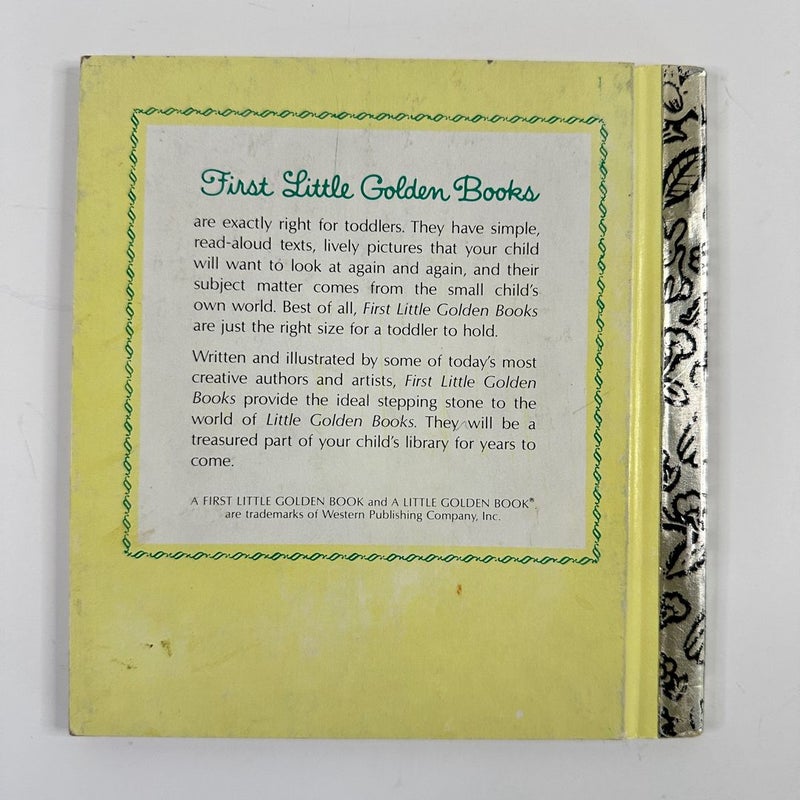 First Little Golden Books
are exactly right for toddlers. They have simple,
read-aloud texts, lively pictures that your child
will want to look at again and again, and their
subject matter comes from the small child's
own world. Best of all, First Little Golden Books
are just the right size for a toddler to hold.
Written and illustrated by some of today's most
creative authors and artists, First Little Golden
Books provide the ideal stepping stone to the
world of Little Golden Books. They will be a
treasured part of your child's library for years to
come.
A FIRST LITTLE GOLDEN BOOK and A LITTLE GOLDEN BOOK®
are trademarks of Western Publishing Company, Inc.